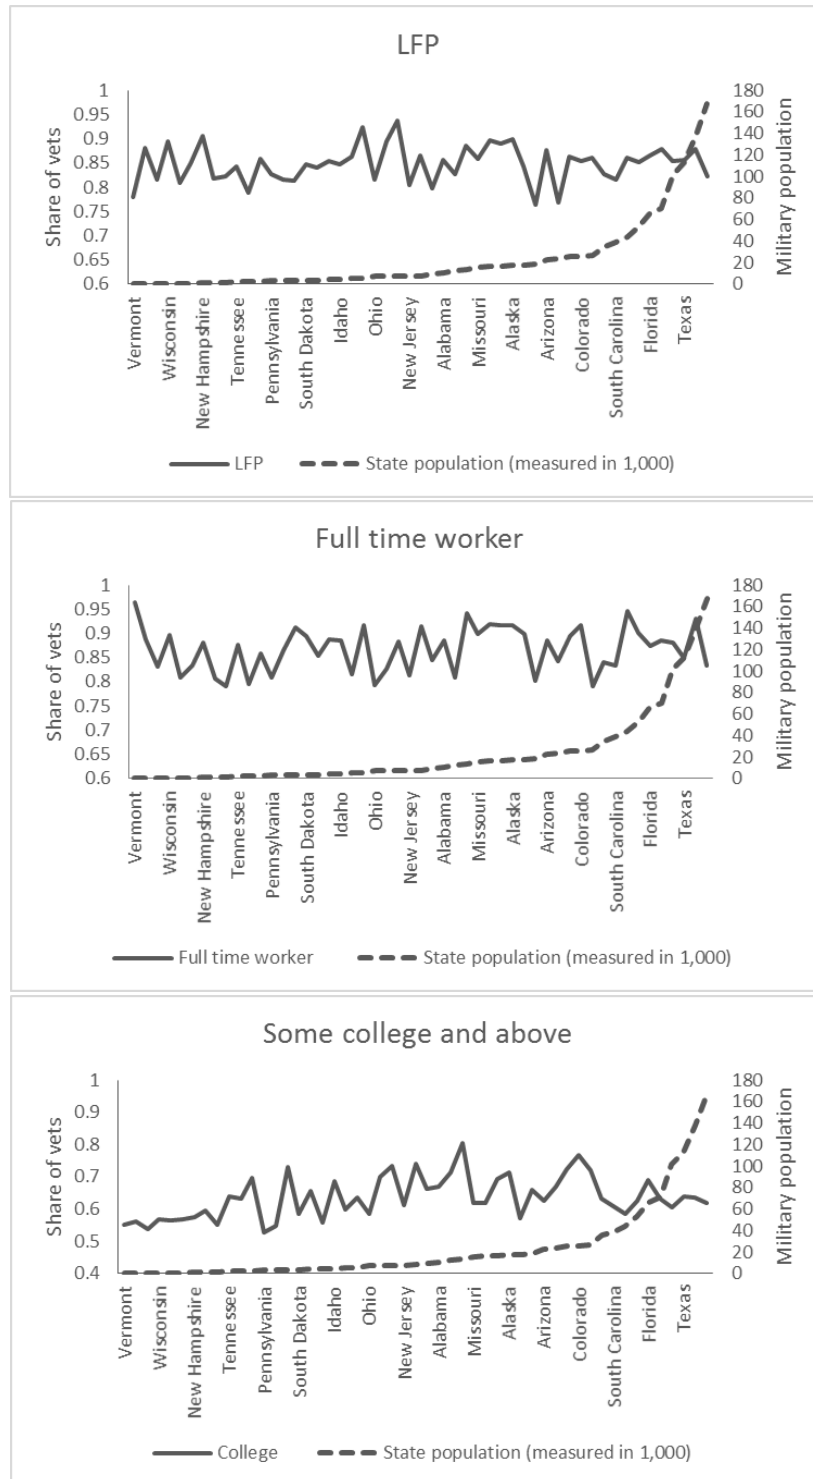 LFP
Share of vets
Military population
1
0.95
0.9
0.85
0.8
0.75
0.7
0.65
0.6
180
160
140
120
100
80
60
40
20
0
Vermont
Wisconsin
New Hampshire
Tennessee
Pennsylvania
South Dakota
Idaho
Ohio
New Jersey
Alabama
Missouri
Alaska
Arizona
Colorado
South Carolina
Florida
Texas
LFP State population (measured in 1,000)
Full time worker
Share of vets
Military population
1
0.95
0.9
0.85
0.8
0.75
0.7
0.65
0.6
180
160
140
120
100
80
60
40
20
0
Vermont
Wisconsin
New Hampshire
Tennessee
Pennsylvania
South Dakota
Idaho
Ohio
New Jersey
Alabama
Missouri
Alaska
Arizona
Colorado
South Carolina
Florida
Texas
Full time worker State population (measured in 1,000)
Some college and above
Share of vets
Military population
1
0.9
0.8
0.7
0.6
0.5
0.4
180
160
140
120
100
80
60
40
20
0
Vermont
Wisconsin
New Hampshire
Tennessee
Pennsylvania
South Dakota
Idaho
Ohio
New Jersey
Alabama
Missouri
Alaska
Arizona
Colorado
South Carolina
Florida
Texas
College State population (measured in 1,000)